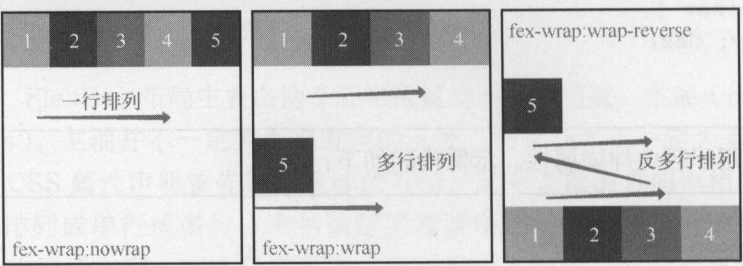 1 2 3 4 5
一行排列
fex-wrap:nowrap
1 2 3 4
5
多行排列
fex-wrap:wrap
fex-wrap:wrap-reverse
5
反多行排列
1 2 3 4